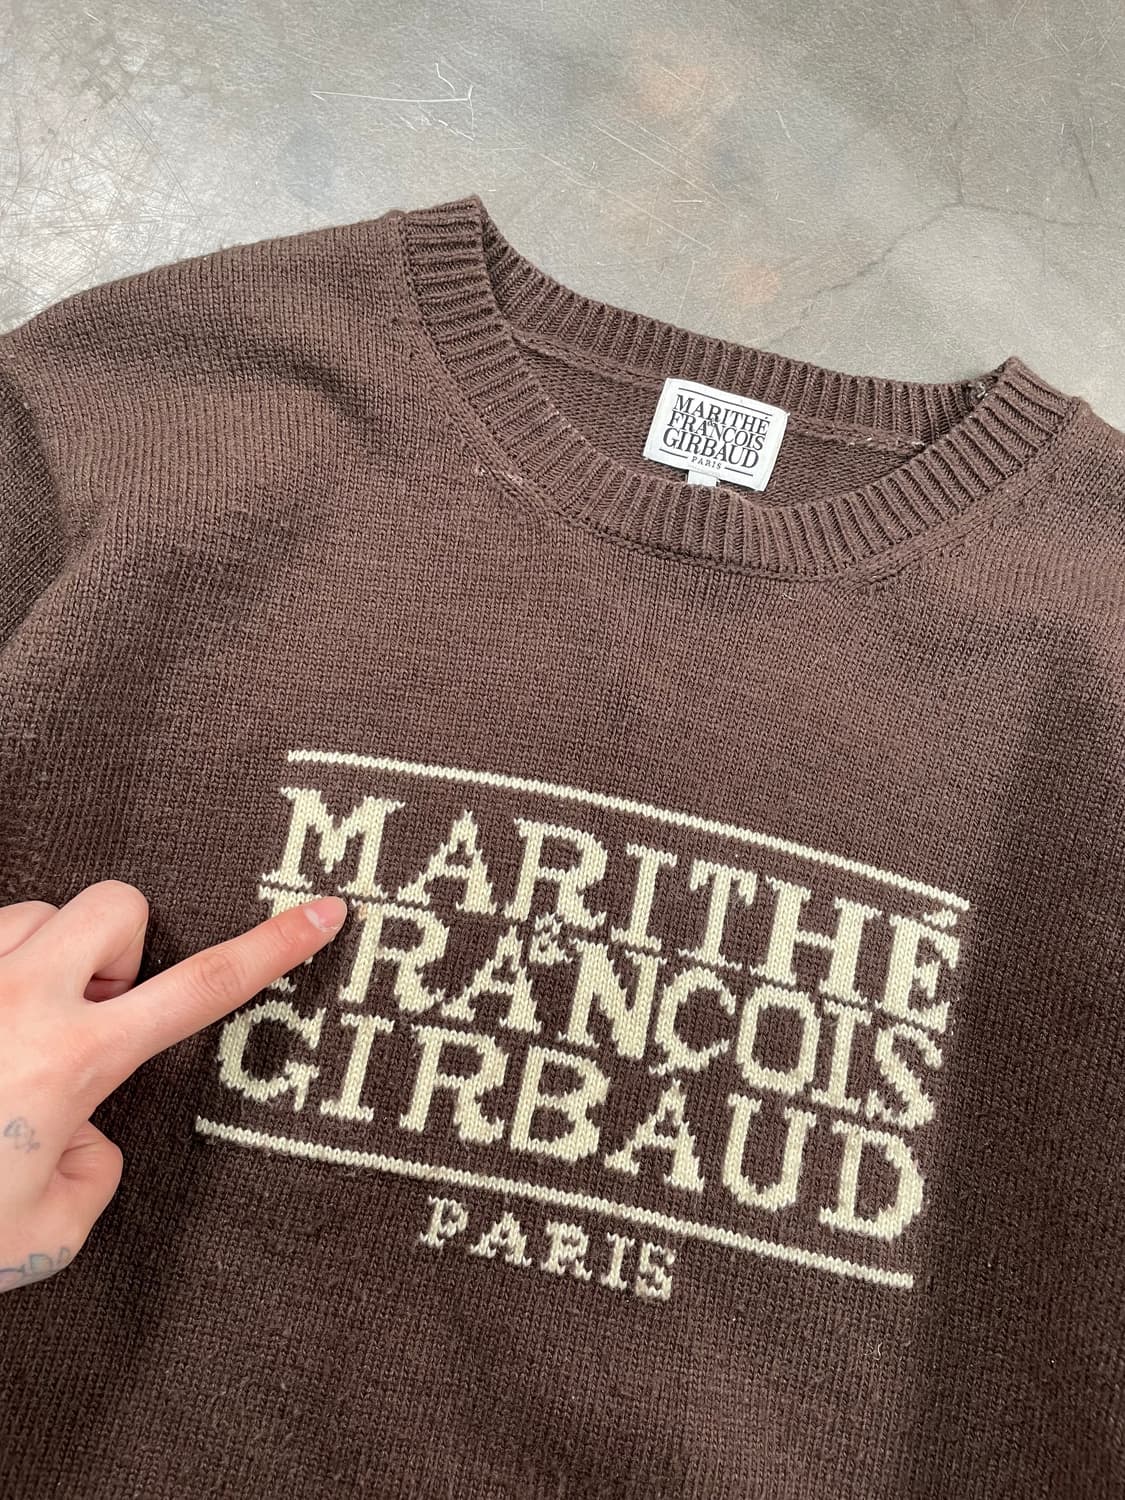 MARITHÉ
&
FRANÇOIS
GIRBAUD
PARIS
MARITHÉ
&
FRANÇOIS
GIRBAUD
PARIS